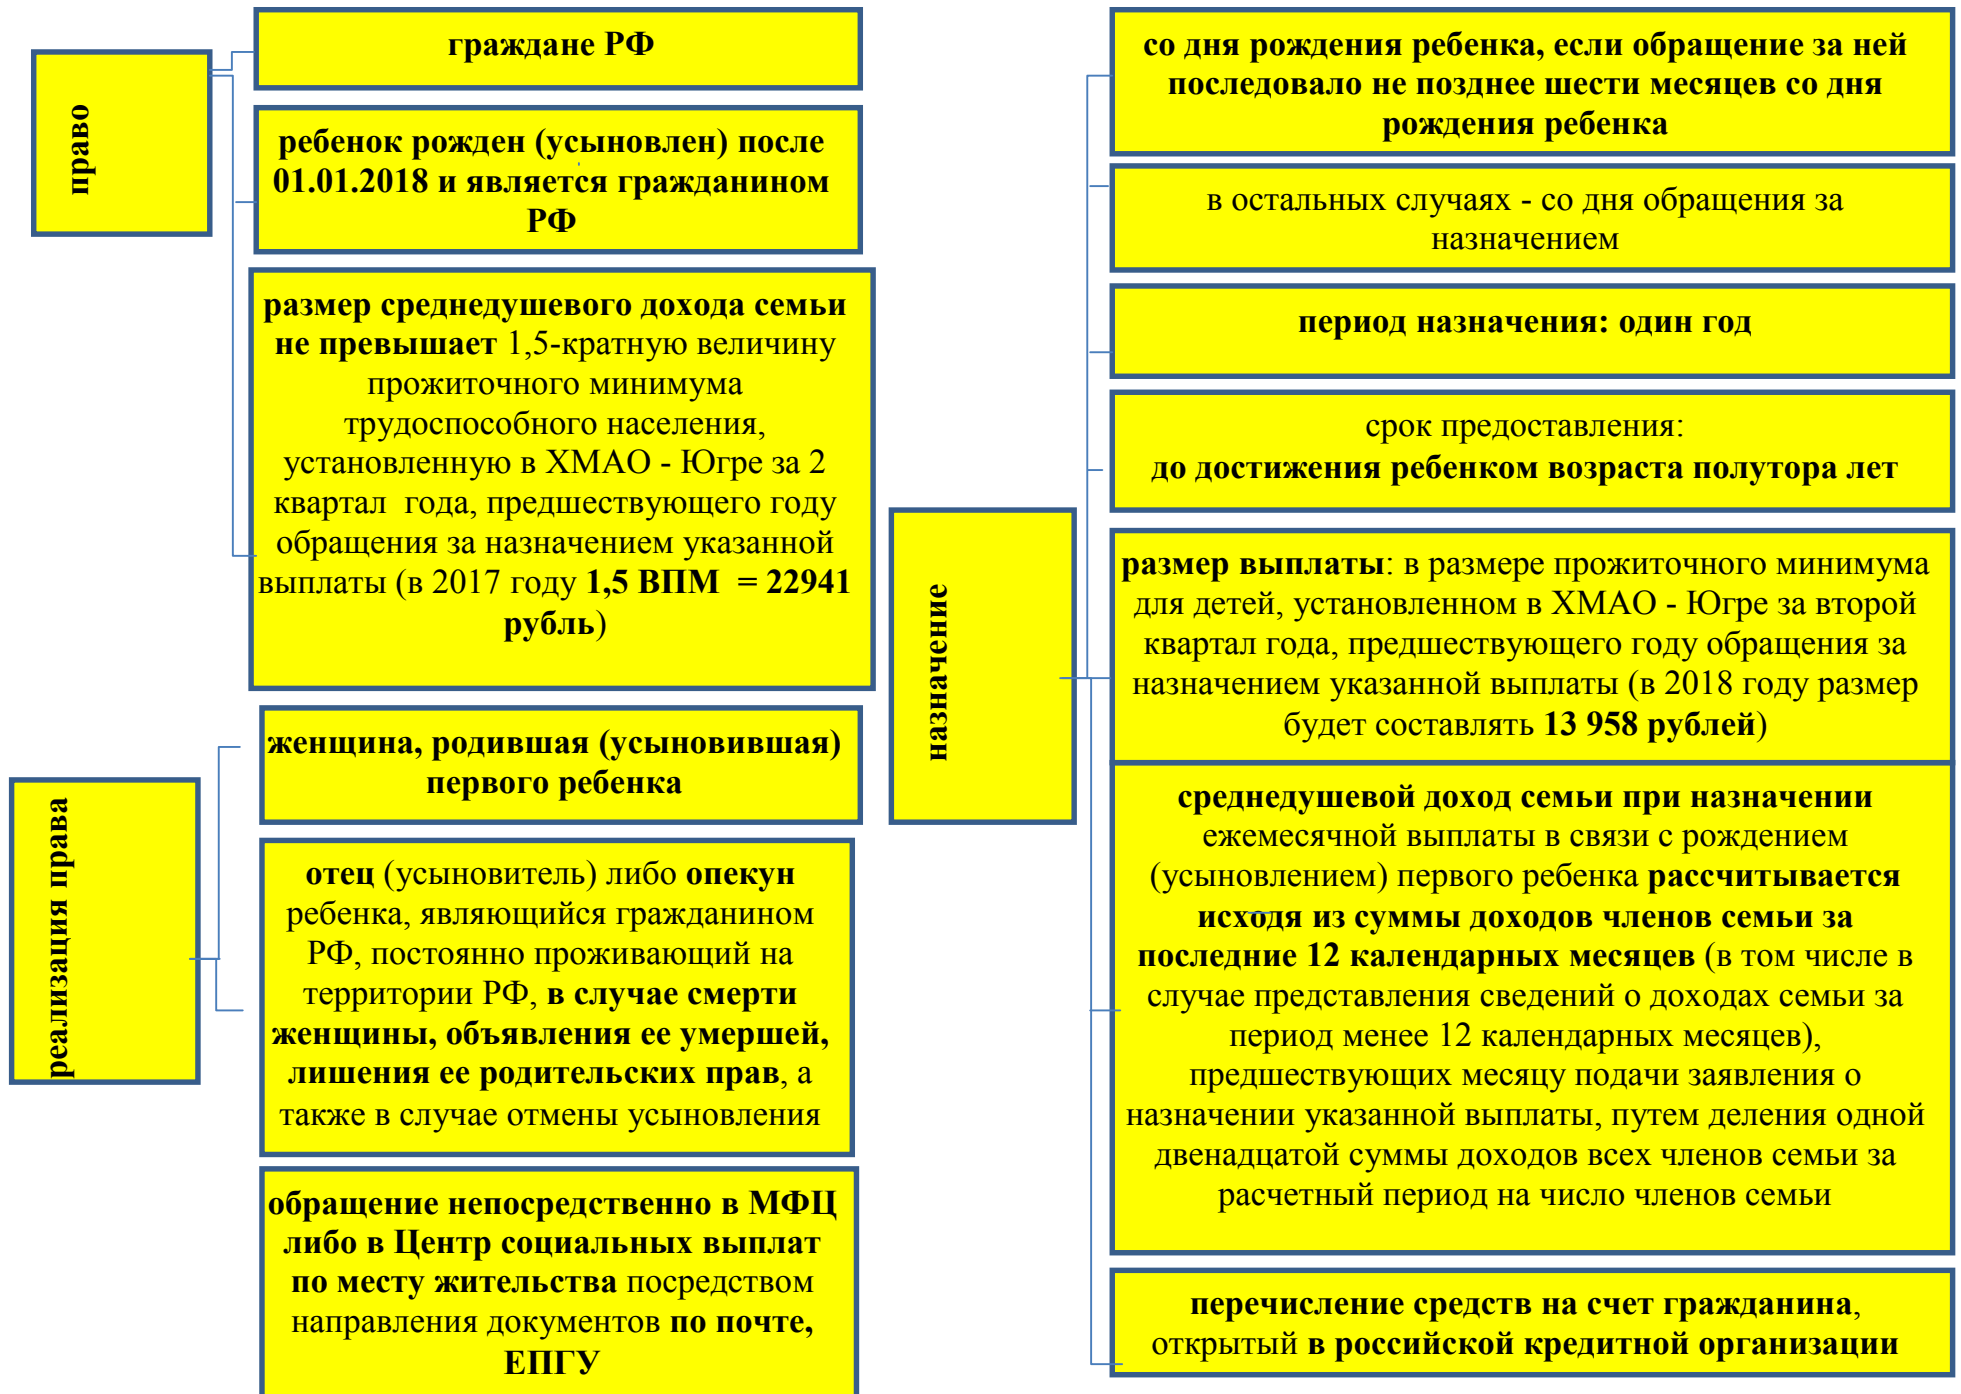 право
граждане РФ
ребенок рожден (усыновлен) после
01.01.2018 и является гражданином
РФ
размер среднедушевого дохода семьи
не превышает 1,5-кратную величину
прожиточного минимума
трудоспособного населения,
установленную в ХМАО - Югре за 2
квартал года, предшествующего году
обращения за назначением указанной
выплаты (в 2017 году 1,5 ВПМ = 22941
рубль)
реализация права
женщина, родившая (усыновившая)
первого ребенка
отец (усыновитель) либо опекун
ребенка, являющийся гражданином
РФ, постоянно проживающий на
территории РФ, в случае смерти
женщины, объявления ее умершей,
лишения ее родительских прав, а
также в случае отмены усыновления
обращение непосредственно в МФЦ
либо в Центр социальных выплат
по месту жительства посредством
направления документов по почте,
ЕПГУ
назначение
со дня рождения ребенка, если обращение за ней
последовало не позднее шести месяцев со дня
рождения ребенка
в остальных случаях - со дня обращения за
назначением
период назначения: один год
срок предоставления:
до достижения ребенком возраста полутора лет
размер выплаты: в размере прожиточного минимума
для детей, установленном в ХМАО - Югре за второй
квартал года, предшествующего году обращения за
назначением указанной выплаты (в 2018 году размер
будет составлять 13 958 рублей)
среднедушевой доход семьи при назначении
ежемесячной выплаты в связи с рождением
(усыновлением) первого ребенка рассчитывается
исходя из суммы доходов членов семьи за
последние 12 календарных месяцев (в том числе в
случае представления сведений о доходах семьи за
период менее 12 календарных месяцев),
предшествующих месяцу подачи заявления о
назначении указанной выплаты, путем деления одной
двенадцатой суммы доходов всех членов семьи за
расчетный период на число членов семьи
перечисление средств на счет гражданина,
открытый в российской кредитной организации